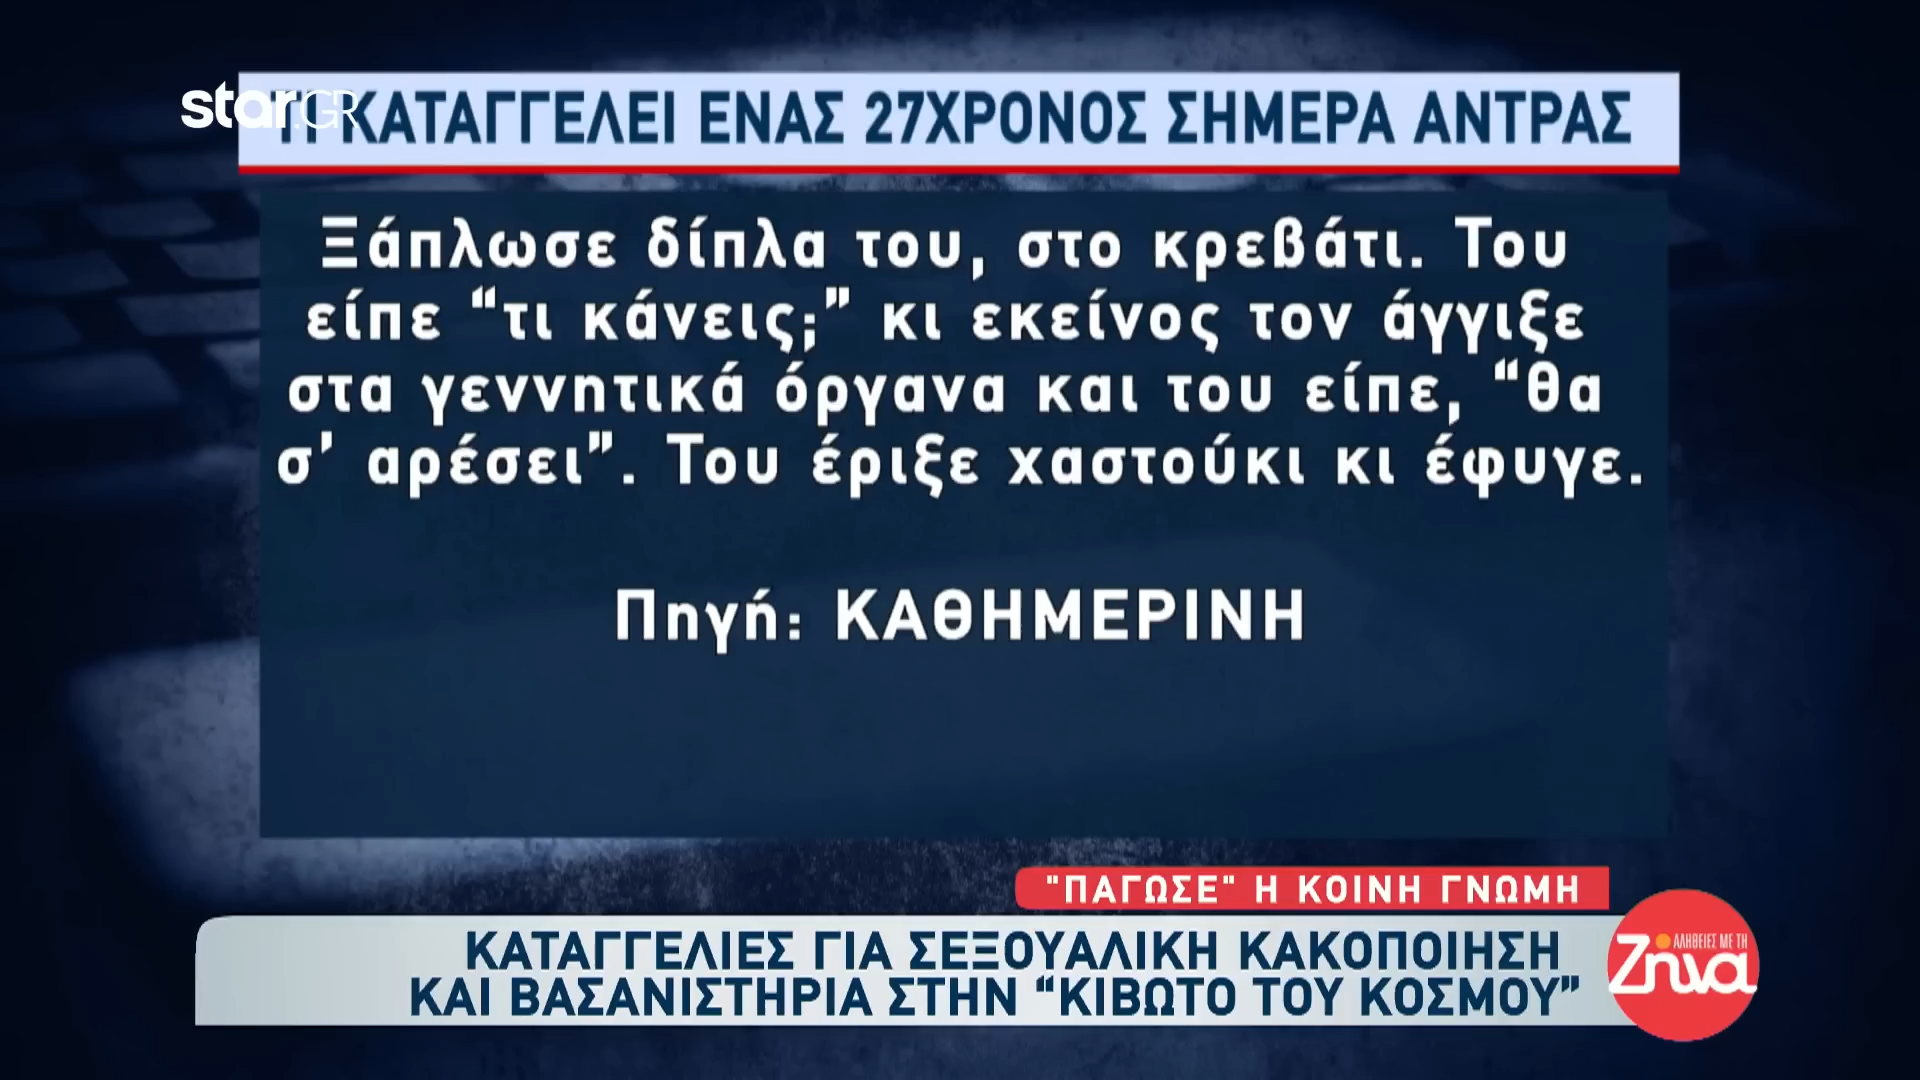 star.GR
ΤΙ ΚΑΤΑΓΓΕΛΕΙ ΕΝΑΣ 27ΧΡΟΝΟΣ ΣΗΜΕΡΑ ΑΝΤΡΑΣ
Ξάπλωσε δίπλα του, στο κρεβάτι. Του
είπε “τι κάνεις;” κι εκείνος τον άγγιξε
στα γεννητικά όργανα και του είπε, “θα
σ’ αρέσει”. Του έριξε χαστούκι κι έφυγε.
Πηγή: ΚΑΘΗΜΕΡΙΝΗ
"ΠΑΓΩΣΕ" Η ΚΟΙΝΗ ΓΝΩΜΗ
ΚΑΤΑΓΓΕΛΙΕΣ ΓΙΑ ΣΕΞΟΥΑΛΙΚΗ ΚΑΚΟΠΟΙΗΣΗ
ΚΑΙ ΒΑΣΑΝΙΣΤΗΡΙΑ ΣΤΗΝ “ΚΙΒΩΤΟ ΤΟΥ ΚΟΣΜΟΥ”
ΑΛΗΘΕΙΕΣ ΜΕ ΤΗ
Ζήνα